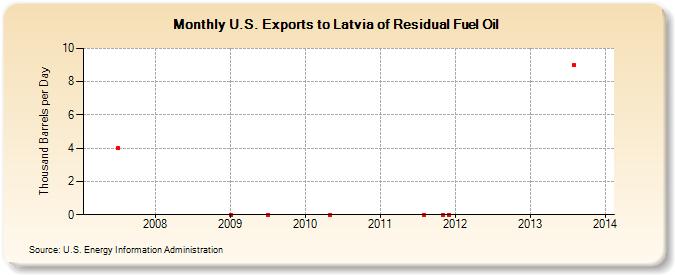 Monthly U.S. Exports to Latvia of Residual Fuel Oil
Thousand Barrels per Day
10
8
6
4
2
0
2008 2009 2010 2011 2012 2013 2014
Source: U.S. Energy Information Administration